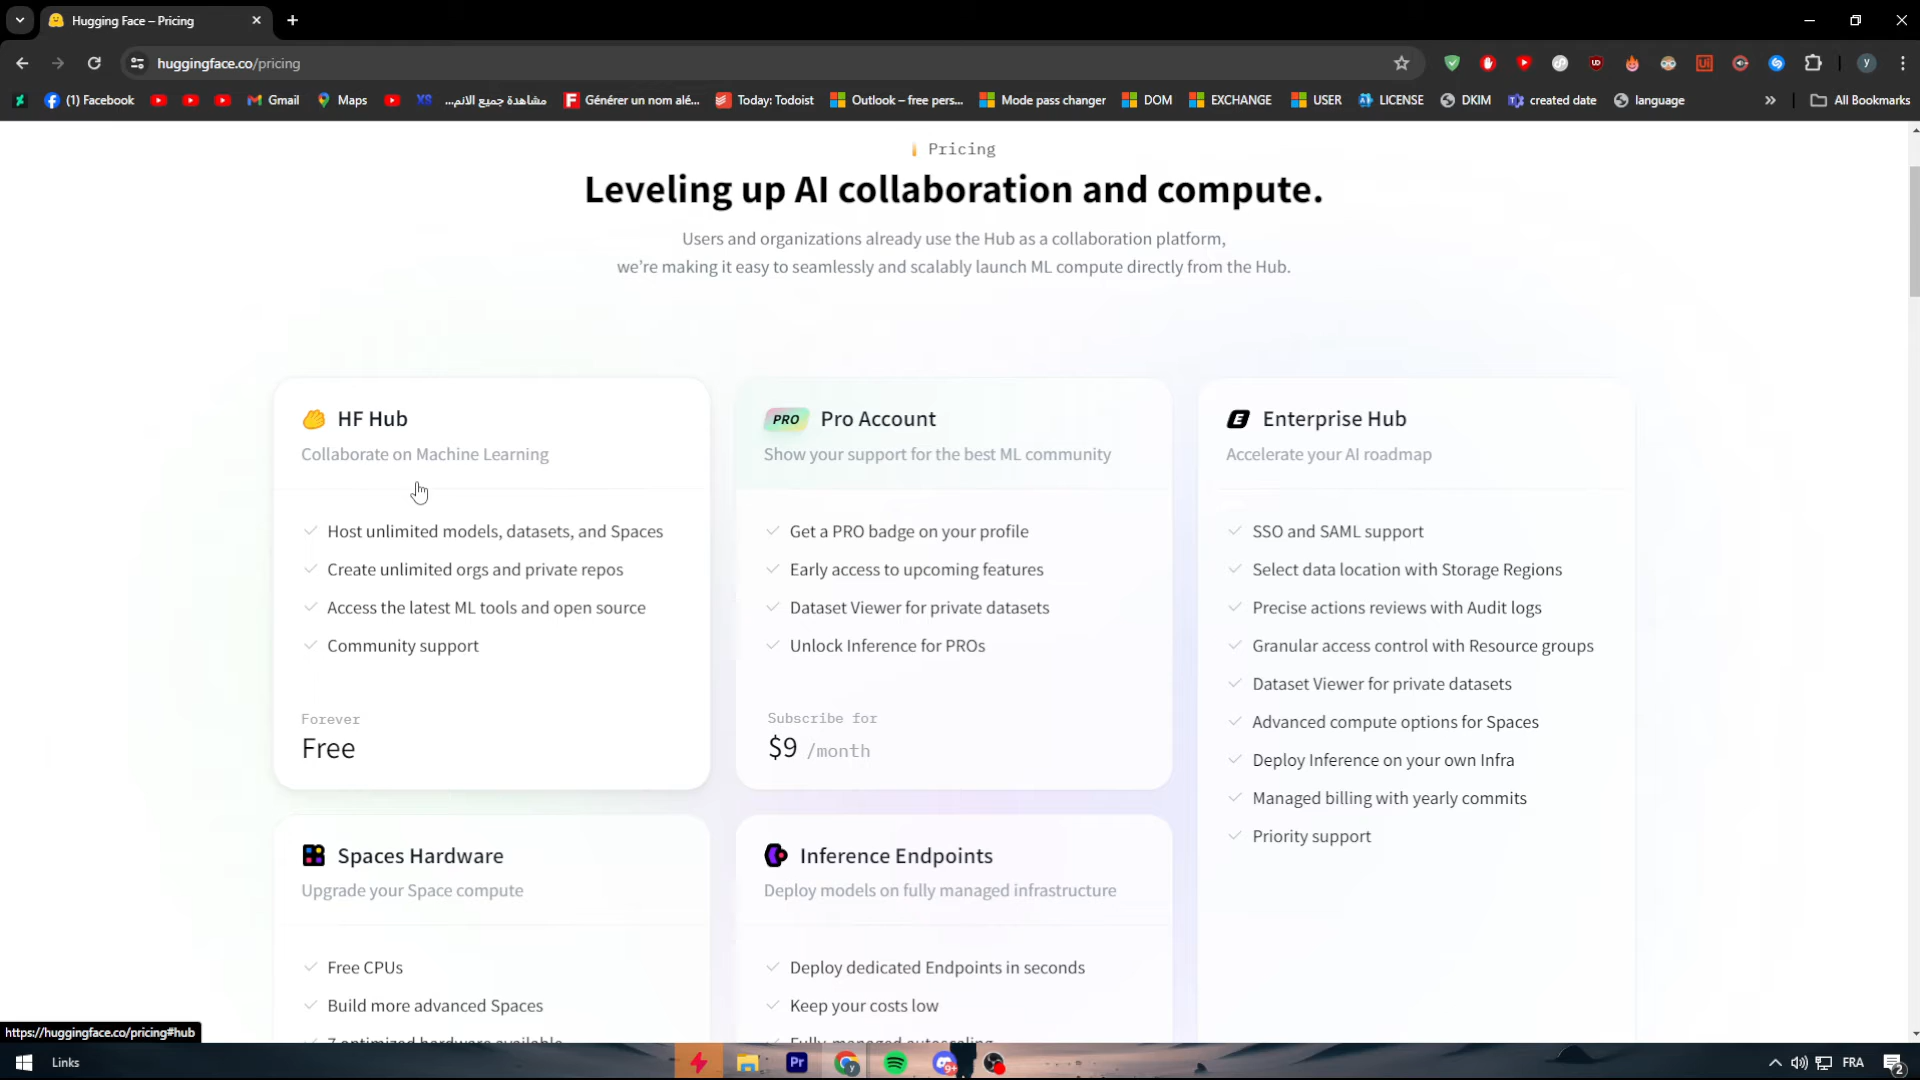 Hugging Face – Pricing
huggingface.co/pricing
(1) Facebook
Gmail
Maps
مشاهدة جميع الانم...
Générer un nom alé...
Today: Todoist
Outlook – free pers...
Mode pass changer
DOM
EXCHANGE
USER
LICENSE
DKIM
created date
language
All Bookmarks
Pricing
Leveling up AI collaboration and compute.
Users and organizations already use the Hub as a collaboration platform,
we're making it easy to seamlessly and scalably launch ML compute directly from the Hub.
HF Hub
Collaborate on Machine Learning
Host unlimited models, datasets, and Spaces
Create unlimited orgs and private repos
Access the latest ML tools and open source
Community support
Forever
Free
PRO Pro Account
Show your support for the best ML community
Get a PRO badge on your profile
Early access to upcoming features
Dataset Viewer for private datasets
Unlock Inference for PROs
Subscribe for
$9 /month
E Enterprise Hub
Accelerate your AI roadmap
SSO and SAML support
Select data location with Storage Regions
Precise actions reviews with Audit logs
Granular access control with Resource groups
Dataset Viewer for private datasets
Advanced compute options for Spaces
Deploy Inference on your own Infra
Managed billing with yearly commits
Priority support
Spaces Hardware
Upgrade your Space compute
Free CPUs
Build more advanced Spaces
7 optimized hardware available
Inference Endpoints
Deploy models on fully managed infrastructure
Deploy dedicated Endpoints in seconds
Keep your costs low
Fully-managed autoscaling
https://huggingface.co/pricing#hub
Links
Pr
9+
FRA
2